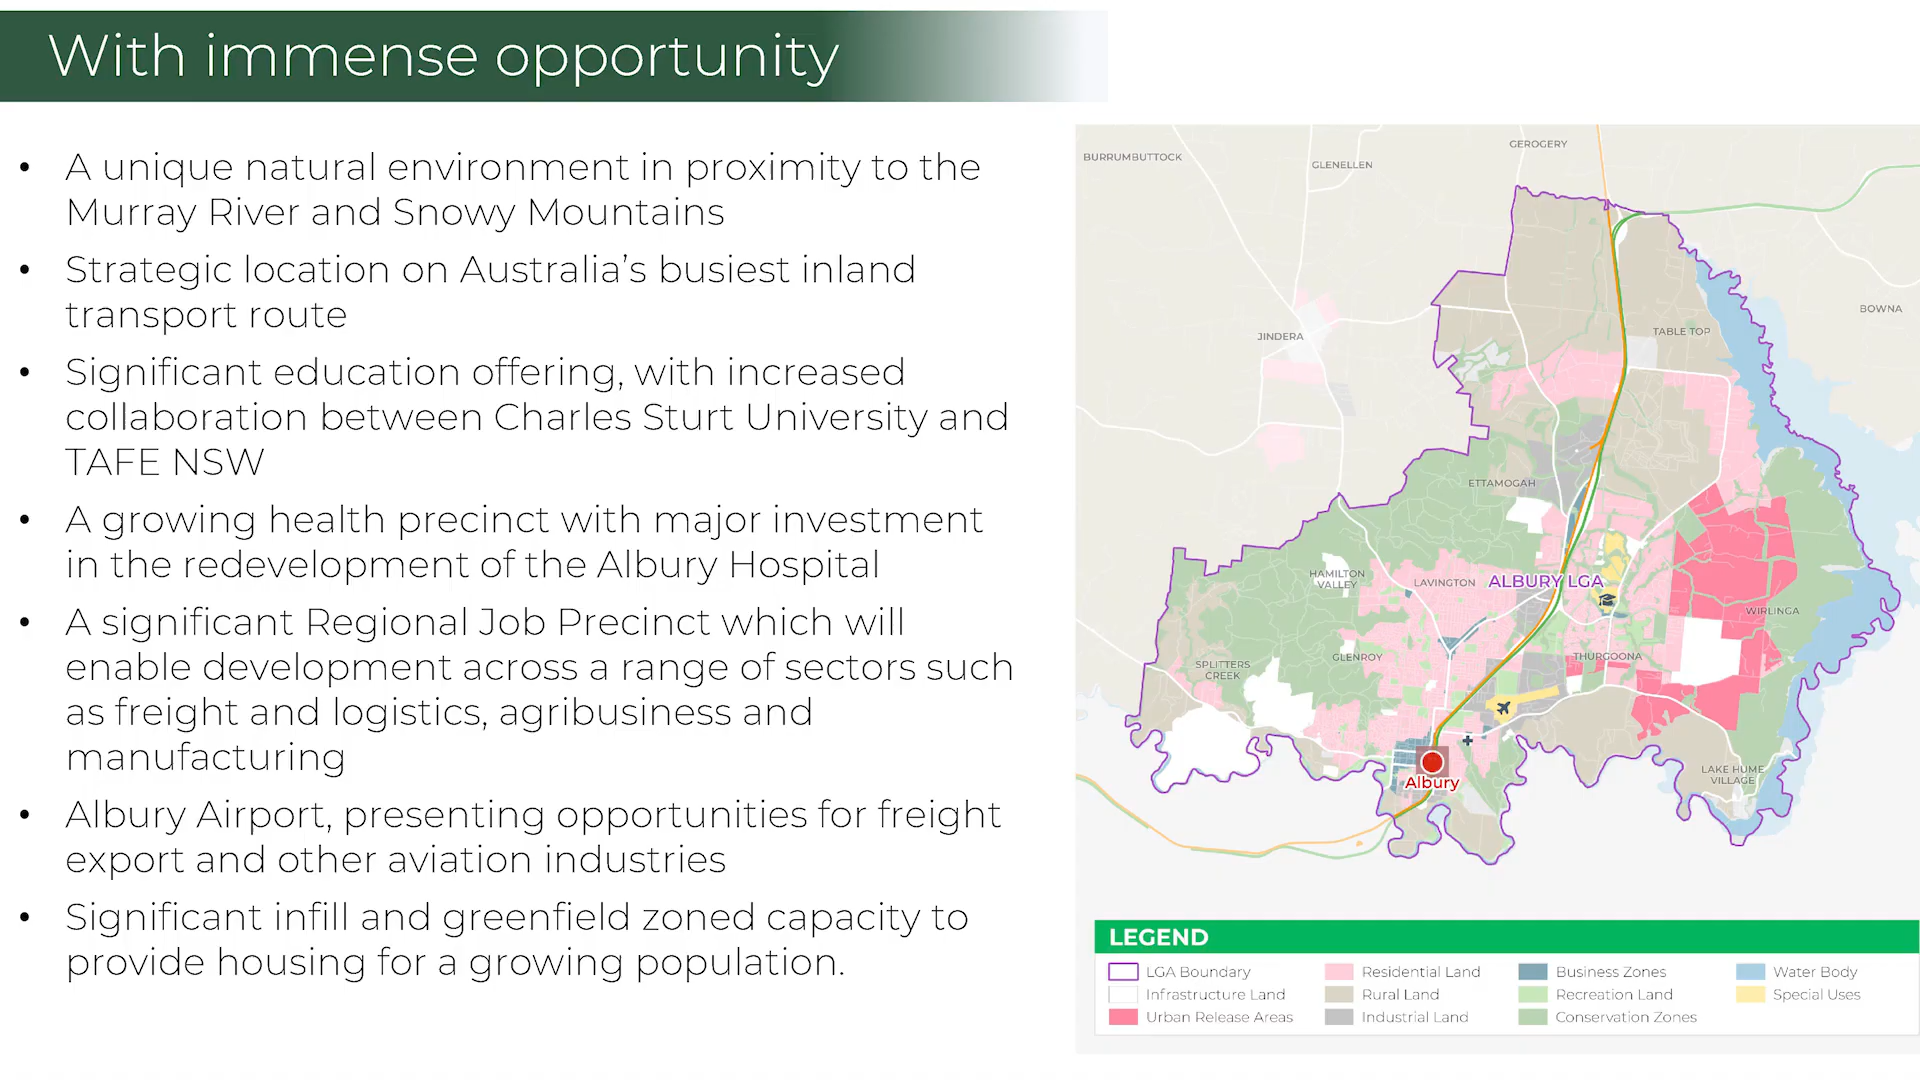 With immense opportunity
• A unique natural environment in proximity to the
Murray River and Snowy Mountains
• Strategic location on Australia’s busiest inland
transport route
• Significant education offering, with increased
collaboration between Charles Sturt University and
TAFE NSW
• A growing health precinct with major investment
in the redevelopment of the Albury Hospital
• A significant Regional Job Precinct which will
enable development across a range of sectors such
as freight and logistics, agribusiness and
manufacturing
• Albury Airport, presenting opportunities for freight
export and other aviation industries
• Significant infill and greenfield zoned capacity to
provide housing for a growing population.
GEROGERY
BURRUMBUTTOCK
GLENELLEN
BOWNA
TABLE TOP
JINDERA
ETTAMOGAH
HAMILTON
VALLEY
LAVINGTON
ALBURY LGA
WIRLINGA
SPLITTERS
CREEK
GLENROY
THURGOONA
LAKE HUME
VILLAGE
Albury
LEGEND
LGA Boundary
Infrastructure Land
Urban Release Areas
Residential Land
Rural Land
Industrial Land
Business Zones
Recreation Land
Conservation Zones
Water Body
Special Uses